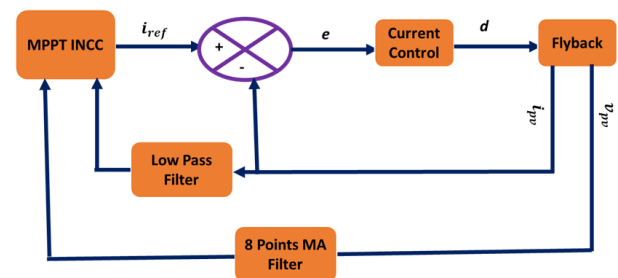 MPPT INCC
i_ref
+
-
e
Current
Control
d
Flyback
i_pv
v_pv
Low Pass
Filter
8 Points MA
Filter